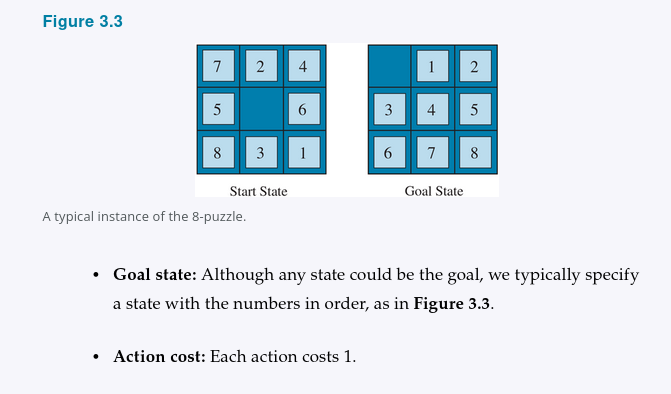 Figure 3.3
7 2 4 1 2
5 6 3 4 5
8 3 1 6 7 8
Start State Goal State
A typical instance of the 8-puzzle.
• Goal state: Although any state could be the goal, we typically specify
a state with the numbers in order, as in Figure 3.3.
• Action cost: Each action costs 1.